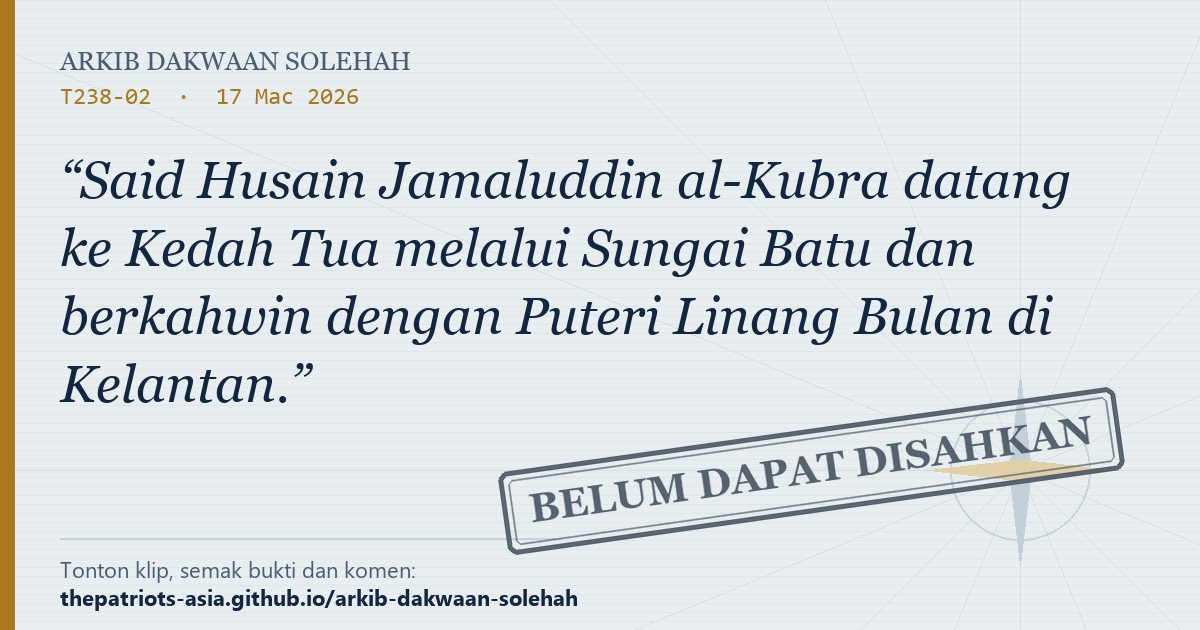 ARKIB DAKWAAN SOLEHAH
T238-02 · 17 Mac 2026
“Said Husain Jamaluddin al-Kubra datang
ke Kedah Tua melalui Sungai Batu dan
berkahwin dengan Puteri Linang Bulan di
Kelantan.”
BELUM DAPAT DISAHKAN
Tonton klip, semak bukti dan komen:
thepatriots-asia.github.io/arkib-dakwaan-solehah